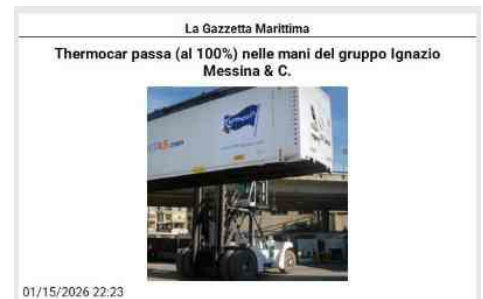 La Gazzetta Marittima
Thermocar passa (al 100%) nelle mani del gruppo Ignazio
Messina & C.
01/15/2026 22:23